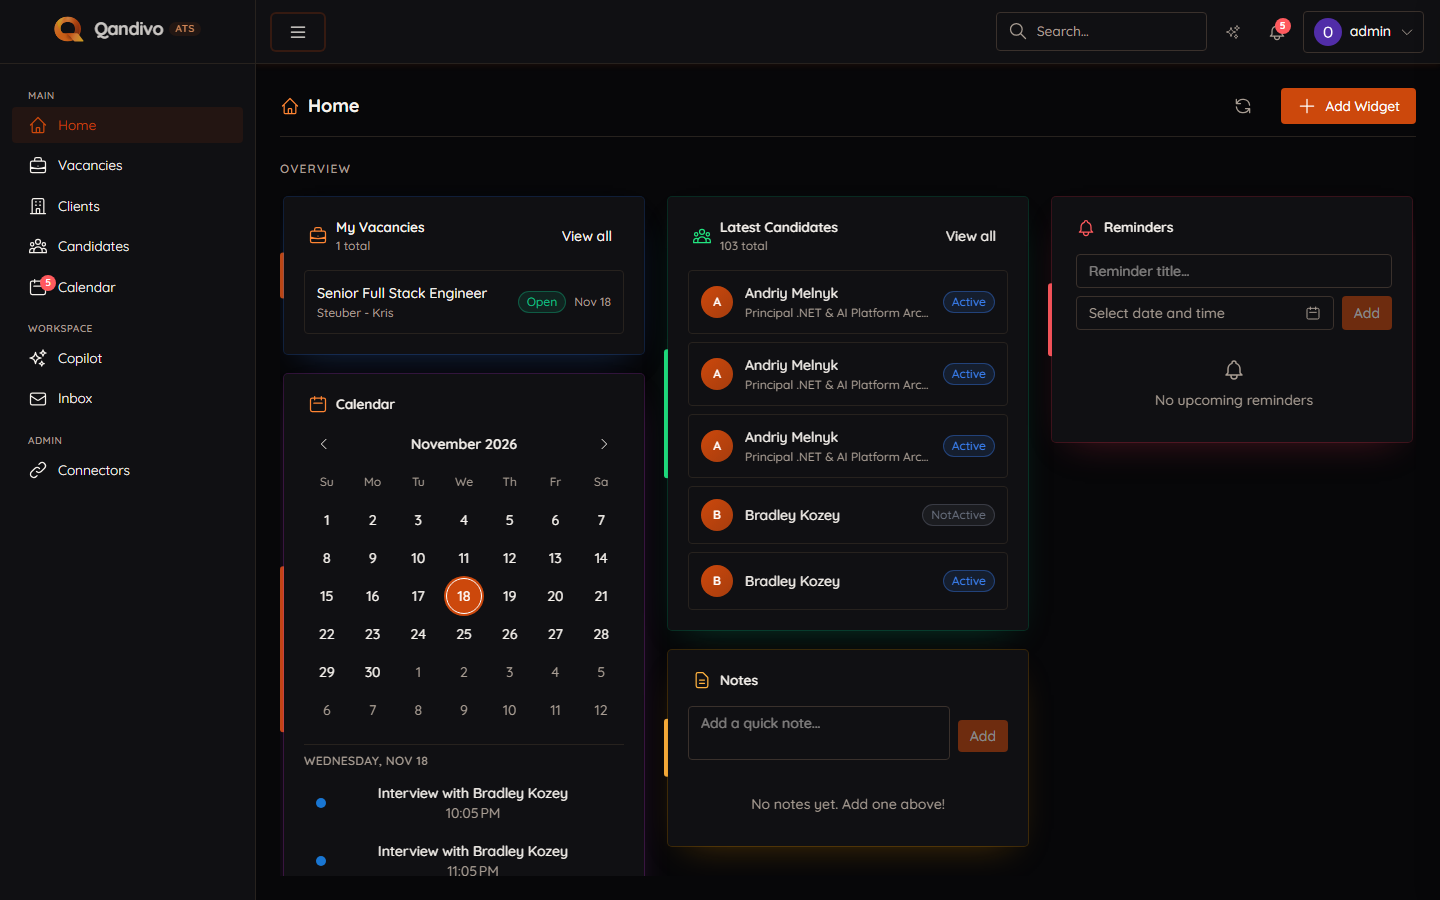 Qandivo ATS
Search...
5
O admin
MAIN
Home
Vacancies
Clients
Candidates
5
Calendar
WORKSPACE
Copilot
Inbox
ADMIN
Connectors
Home
Add Widget
OVERVIEW
My Vacancies
1 total
View all
Senior Full Stack Engineer
Steuber - Kris
Open
Nov 18
Calendar
November 2026
Su Mo Tu We Th Fr Sa
1 2 3 4 5 6 7
8 9 10 11 12 13 14
15 16 17 18 19 20 21
22 23 24 25 26 27 28
29 30 1 2 3 4 5
6 7 8 9 10 11 12
WEDNESDAY, NOV 18
Interview with Bradley Kozey
10:05 PM
Interview with Bradley Kozey
11:05 PM
Latest Candidates
103 total
View all
A
Andriy Melnyk
Principal .NET & AI Platform Arc...
Active
A
Andriy Melnyk
Principal .NET & AI Platform Arc...
Active
A
Andriy Melnyk
Principal .NET & AI Platform Arc...
Active
B
Bradley Kozey
NotActive
B
Bradley Kozey
Active
Notes
Add a quick note...
Add
No notes yet. Add one above!
Reminders
Reminder title...
Select date and time
Add
No upcoming reminders